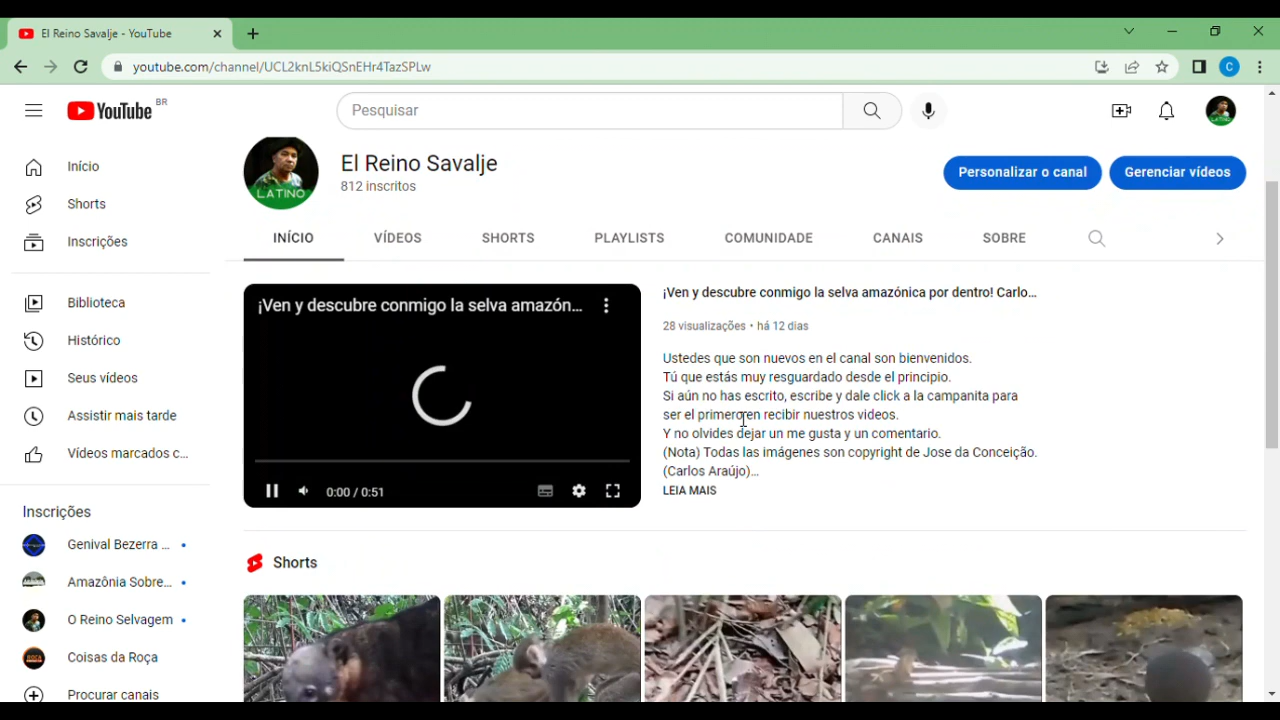 El Reino Savalje - YouTube
youtube.com/channel/UCL2knL5kiQSnEHr4TazSPLw
C
YouTube BR
Pesquisar
LATINO
Início
Shorts
Inscrições
Biblioteca
Histórico
Seus vídeos
Assistir mais tarde
Vídeos marcados c...
Inscrições
Genival Bezerra ...
Amazônia Sobre...
O Reino Selvagem
Coisas da Roça
Procurar canais
LATINO
El Reino Savalje
812 inscritos
Personalizar o canal
Gerenciar vídeos
INÍCIO
VÍDEOS
SHORTS
PLAYLISTS
COMUNIDADE
CANAIS
SOBRE
¡Ven y descubre conmigo la selva amazón...
0:00 / 0:51
¡Ven y descubre conmigo la selva amazónica por dentro! Carlo...
28 visualizações • há 12 dias
Ustedes que son nuevos en el canal son bienvenidos.
Tú que estás muy resguardado desde el principio.
Si aún no has escrito, escribe y dale click a la campanita para
ser el primero en recibir nuestros videos.
Y no olvides dejar un me gusta y un comentario.
(Nota) Todas las imágenes son copyright de Jose da Conceição.
(Carlos Araújo)...
LEIA MAIS
Shorts